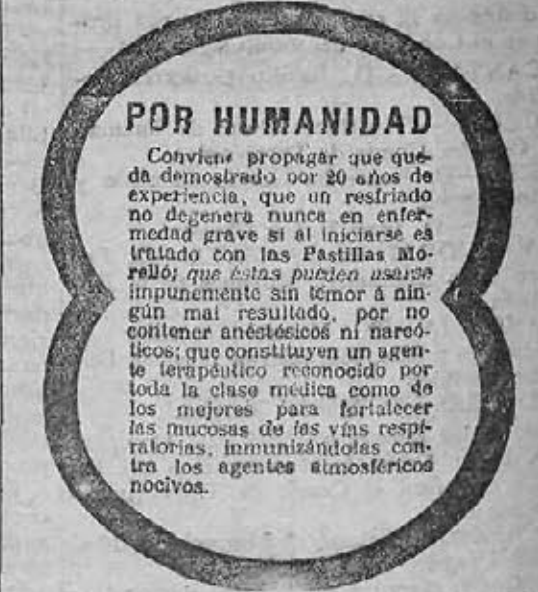 POR HUMANIDAD
Conviene propagar que que-
da demostrado por 20 años de
experiencia, que un resfriado
no degenera nunca en enfer-
medad grave si al iniciarse es
tratado con las Pastillas Mo-
relló; que éstas pueden usarse
impunemente sin temor á nin-
gún mal resultado, por no
contener anéstésicos ni narcó-
ticos; que constituyen un agen-
te terapéutico reconocido por
toda la clase médica como de
los mejores para fortalecer
las mucosas de las vías respi-
ratorias, inmunizándolas con-
tra los agentes atmosféricos
nocivos.